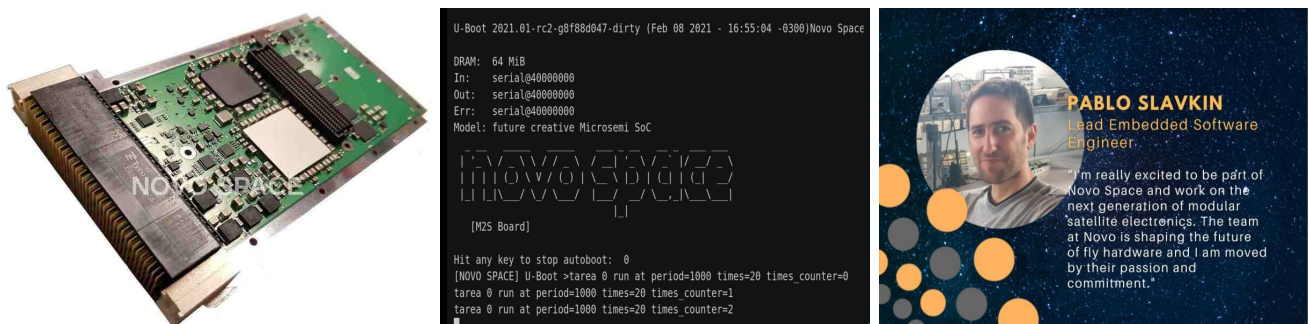 NOVO SPACE
U-Boot 2021.01-rc2-g8f88d047-dirty (Feb 08 2021 - 16:55:04 -0300)Novo Space
DRAM:  64 MiB
In:    serial@40000000
Out:   serial@40000000
Err:   serial@40000000
Model: future creative Microsemi SoC
novo space
[M2S Board]
Hit any key to stop autoboot:  0
[NOVO SPACE] U-Boot >tarea 0 run at period=1000 times=20 times_counter=0
tarea 0 run at period=1000 times=20 times_counter=1
tarea 0 run at period=1000 times=20 times_counter=2
PABLO SLAVKIN
Lead Embedded Software
Engineer
"I'm really excited to be part of
Novo Space and work on the
next generation of modular
satellite electronics. The team
at Novo is shaping the future
of fly hardware and I am moved
by their passion and
commitment."